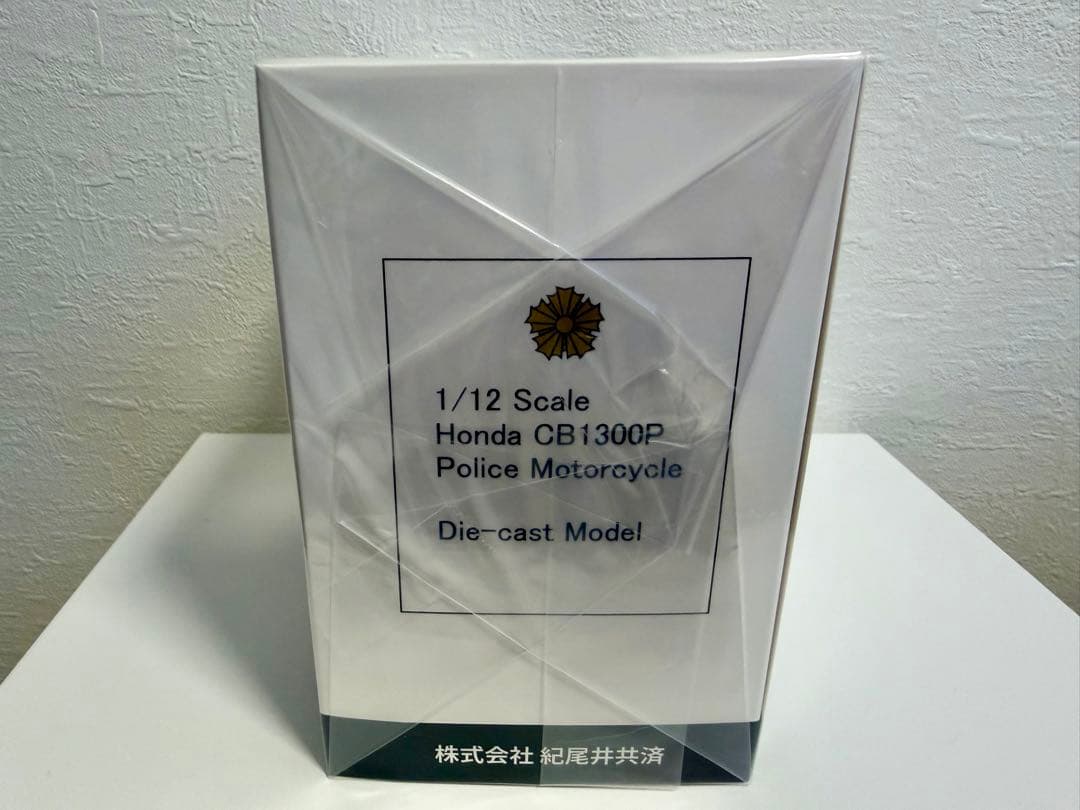 1/12 Scale
Honda CB1300P
Police Motorcycle
Die-cast Model
株式会社 紀尾井共済